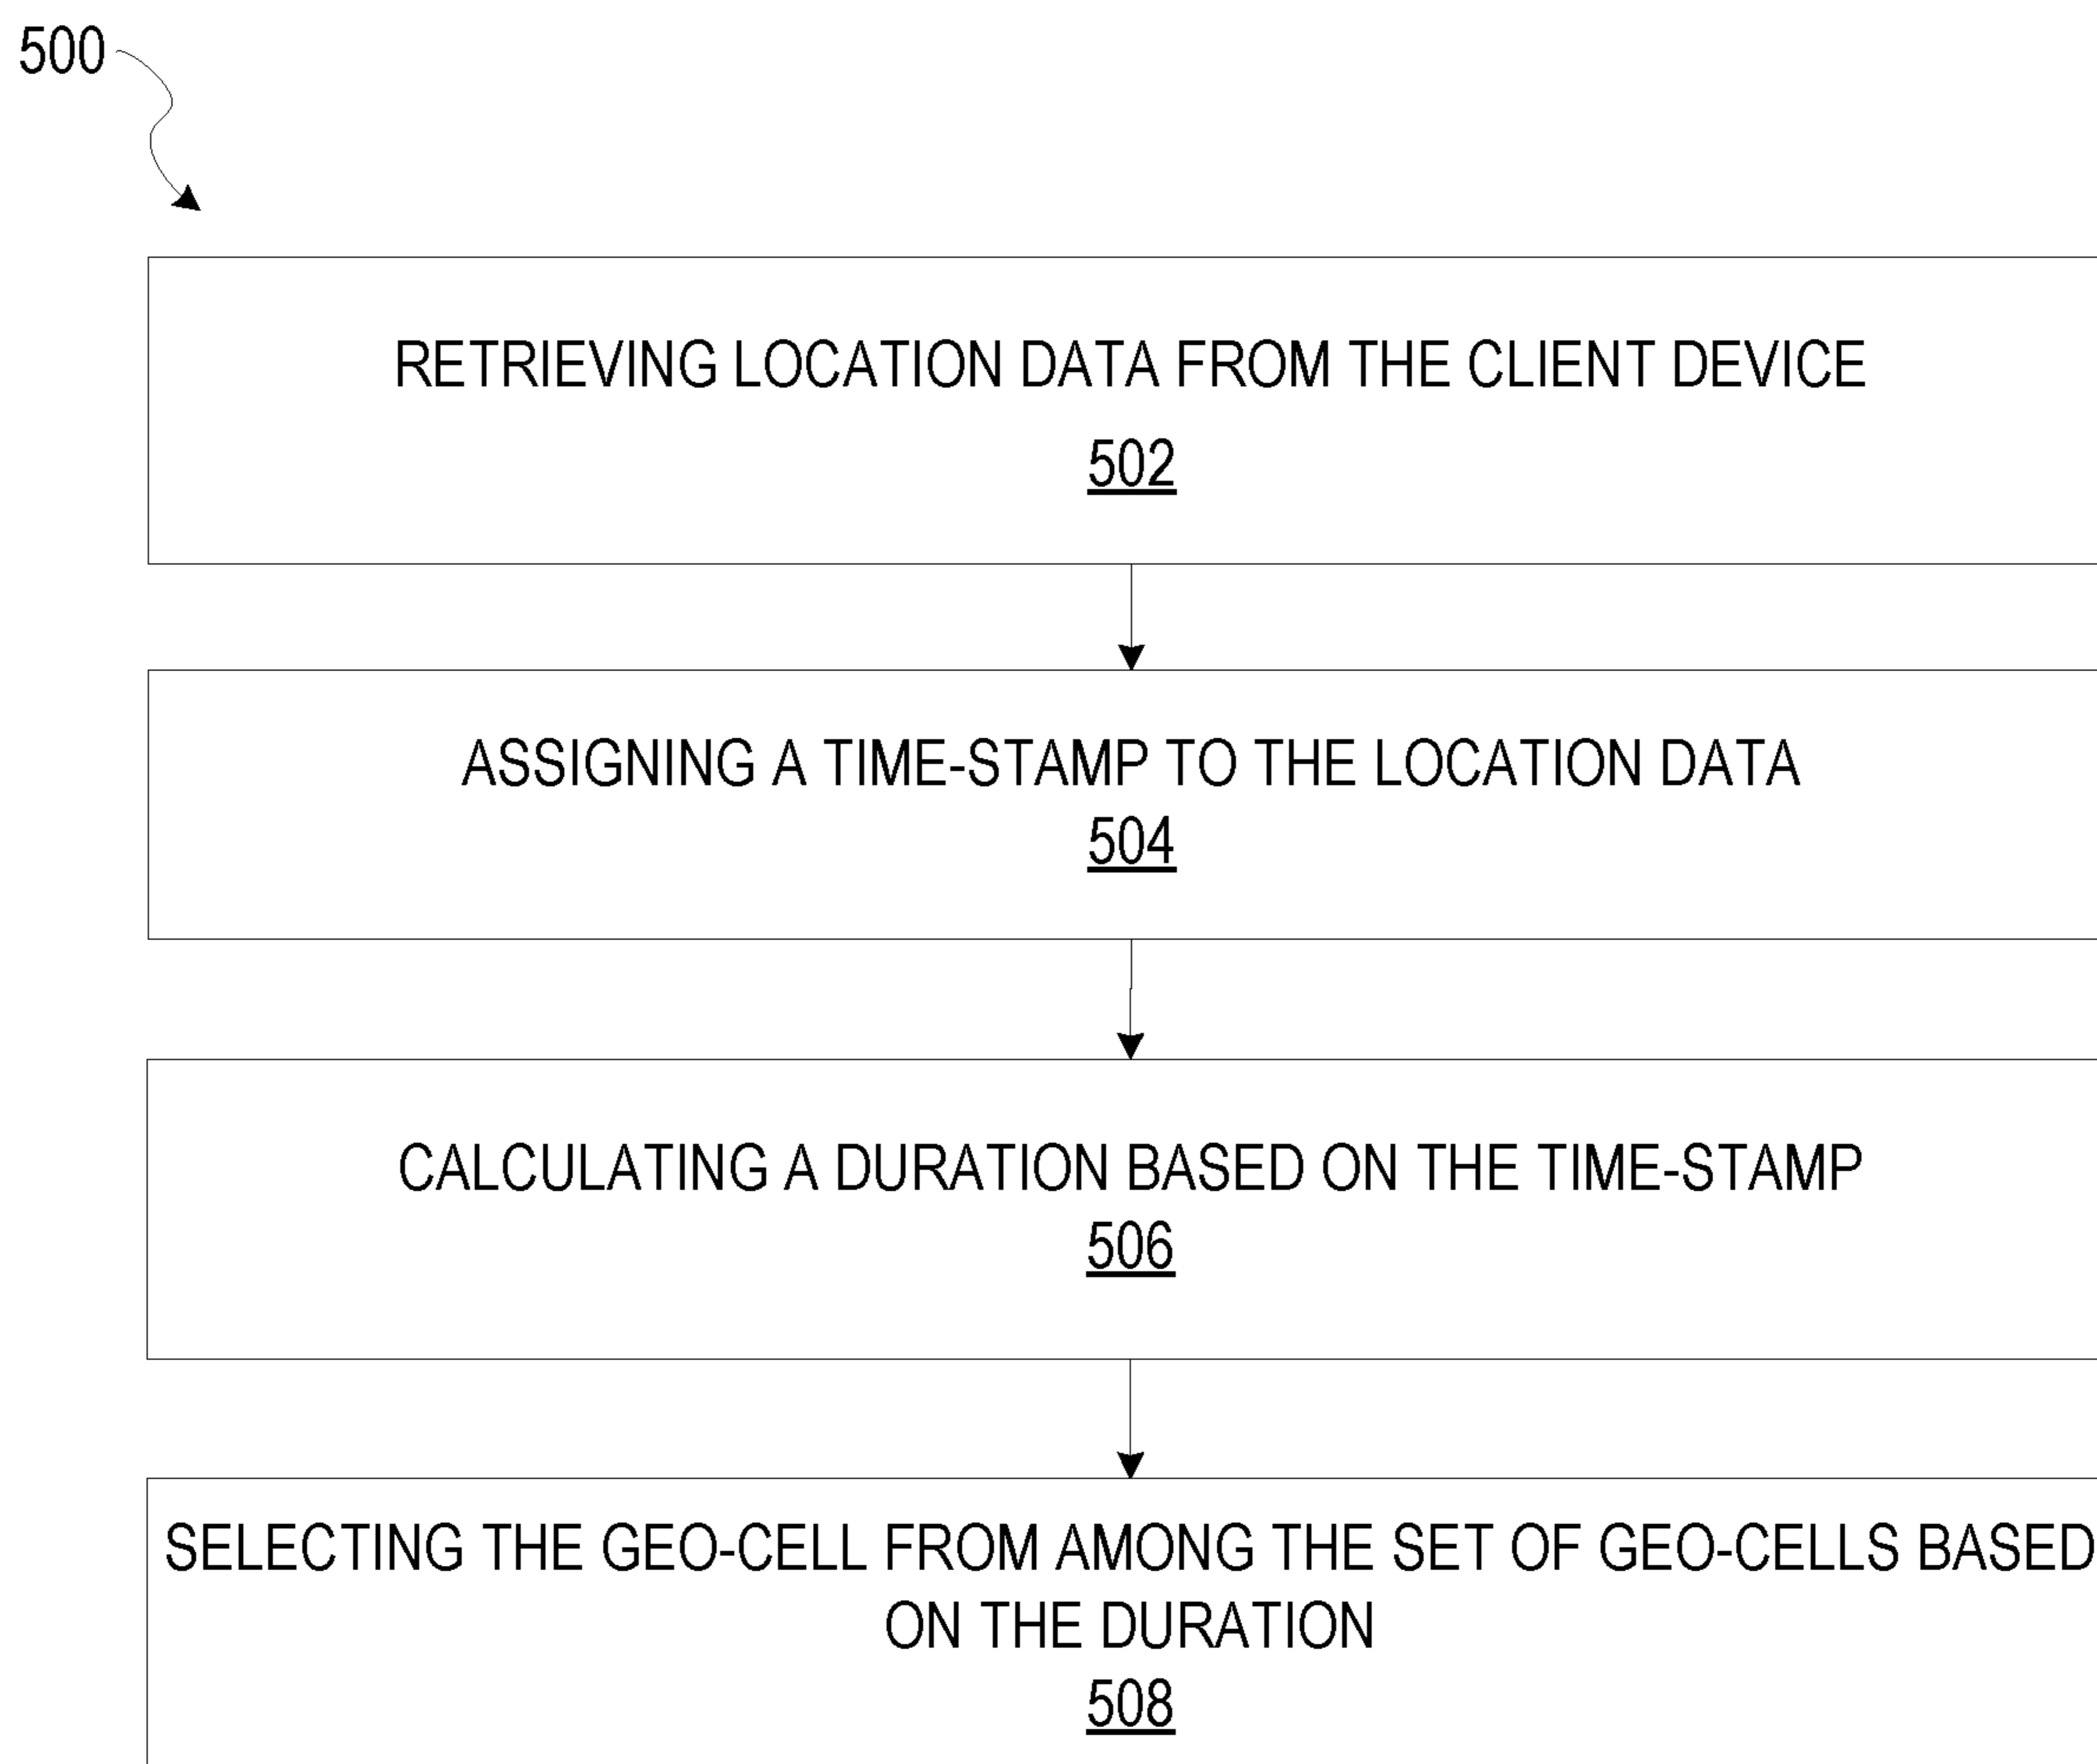 500
RETRIEVING LOCATION DATA FROM THE CLIENT DEVICE
502
ASSIGNING A TIME-STAMP TO THE LOCATION DATA
504
CALCULATING A DURATION BASED ON THE TIME-STAMP
506
SELECTING THE GEO-CELL FROM AMONG THE SET OF GEO-CELLS BASED
ON THE DURATION
508